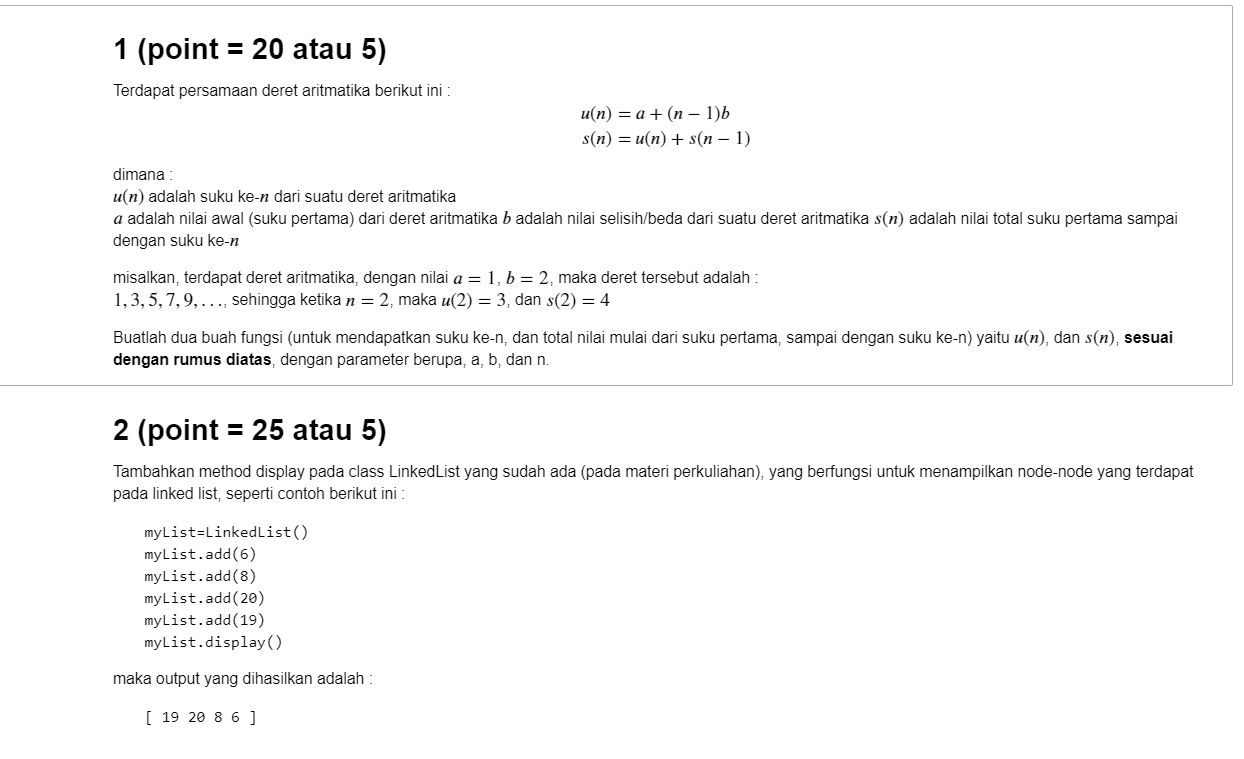 1 (point = 20 atau 5)
Terdapat persamaan deret aritmatika berikut ini :
u(n) = a + (n − 1)b
s(n) = u(n) + s(n − 1)
dimana :
u(n) adalah suku ke-n dari suatu deret aritmatika
a adalah nilai awal (suku pertama) dari deret aritmatika b adalah nilai selisih/beda dari suatu deret aritmatika s(n) adalah nilai total suku pertama sampai
dengan suku ke-n
misalkan, terdapat deret aritmatika, dengan nilai a = 1, b = 2, maka deret tersebut adalah :
1, 3, 5, 7, 9, . . ., sehingga ketika n = 2, maka u(2) = 3, dan s(2) = 4
Buatlah dua buah fungsi (untuk mendapatkan suku ke-n, dan total nilai mulai dari suku pertama, sampai dengan suku ke-n) yaitu u(n), dan s(n), sesuai
dengan rumus diatas, dengan parameter berupa, a, b, dan n.
2 (point = 25 atau 5)
Tambahkan method display pada class LinkedList yang sudah ada (pada materi perkuliahan), yang berfungsi untuk menampilkan node-node yang terdapat
pada linked list, seperti contoh berikut ini :
myList=LinkedList()
myList.add(6)
myList.add(8)
myList.add(20)
myList.add(19)
myList.display()
maka output yang dihasilkan adalah :
[ 19 20 8 6 ]